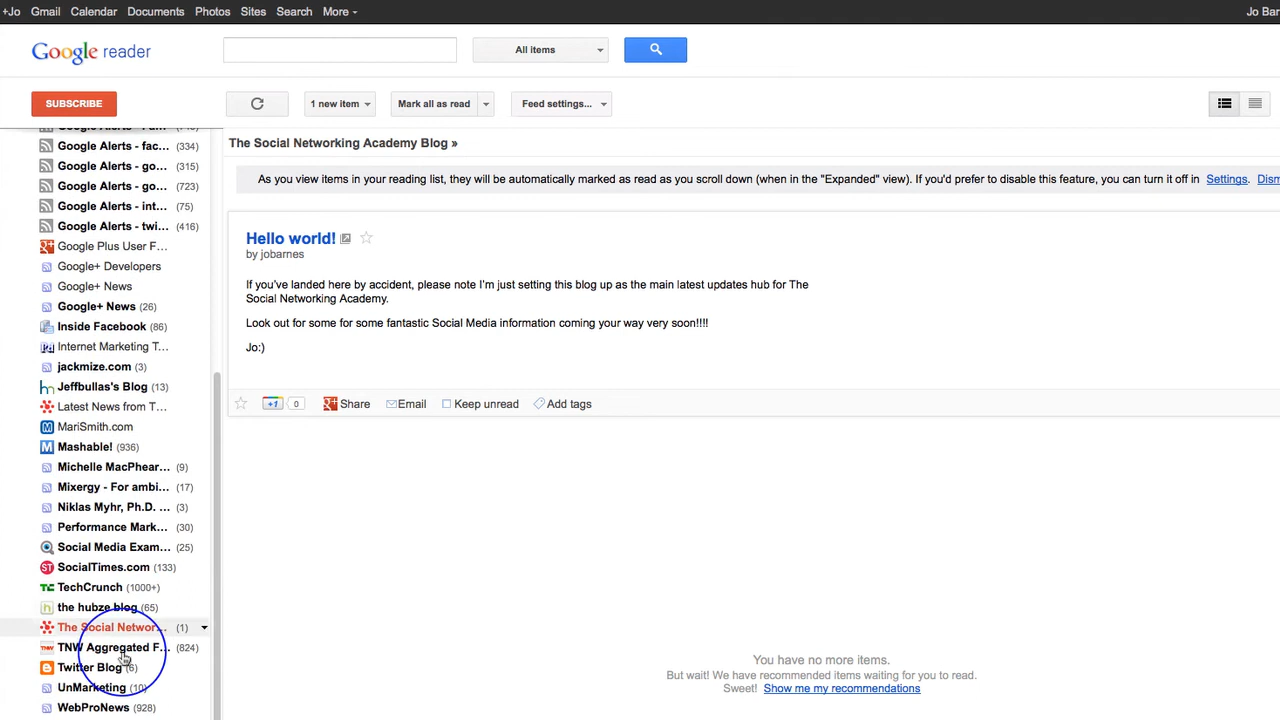 +Jo Gmail Calendar Documents Photos Sites Search More
Jo Bar
Google reader
All items
SUBSCRIBE
1 new item
Mark all as read
Feed settings...
Google Alerts - fac... (334)
Google Alerts - go... (315)
Google Alerts - go... (723)
Google Alerts - int... (75)
Google Alerts - twi... (416)
Google Plus User F...
Google+ Developers
Google+ News
Google+ News (26)
Inside Facebook (86)
Internet Marketing T...
jackmize.com (3)
Jeffbullas's Blog (13)
Latest News from T...
MariSmith.com
Mashable! (936)
Michelle MacPhear... (9)
Mixergy - For ambi... (17)
Niklas Myhr, Ph.D. ... (3)
Performance Mark... (30)
Social Media Exam... (25)
SocialTimes.com (133)
TechCrunch (1000+)
the hubze blog (65)
The Social Networ... (1)
TNW Aggregated F... (824)
Twitter Blog (6)
UnMarketing (10)
WebProNews (928)
The Social Networking Academy Blog »
As you view items in your reading list, they will be automatically marked as read as you scroll down (when in the "Expanded" view). If you'd prefer to disable this feature, you can turn it off in Settings. Dism
Hello world!
by jobarnes
If you've landed here by accident, please note I'm just setting this blog up as the main latest updates hub for The
Social Networking Academy.
Look out for some for some fantastic Social Media information coming your way very soon!!!!
Jo:)
+1 0 Share Email Keep unread Add tags
You have no more items.
But wait! We have recommended items waiting for you to read.
Sweet! Show me my recommendations